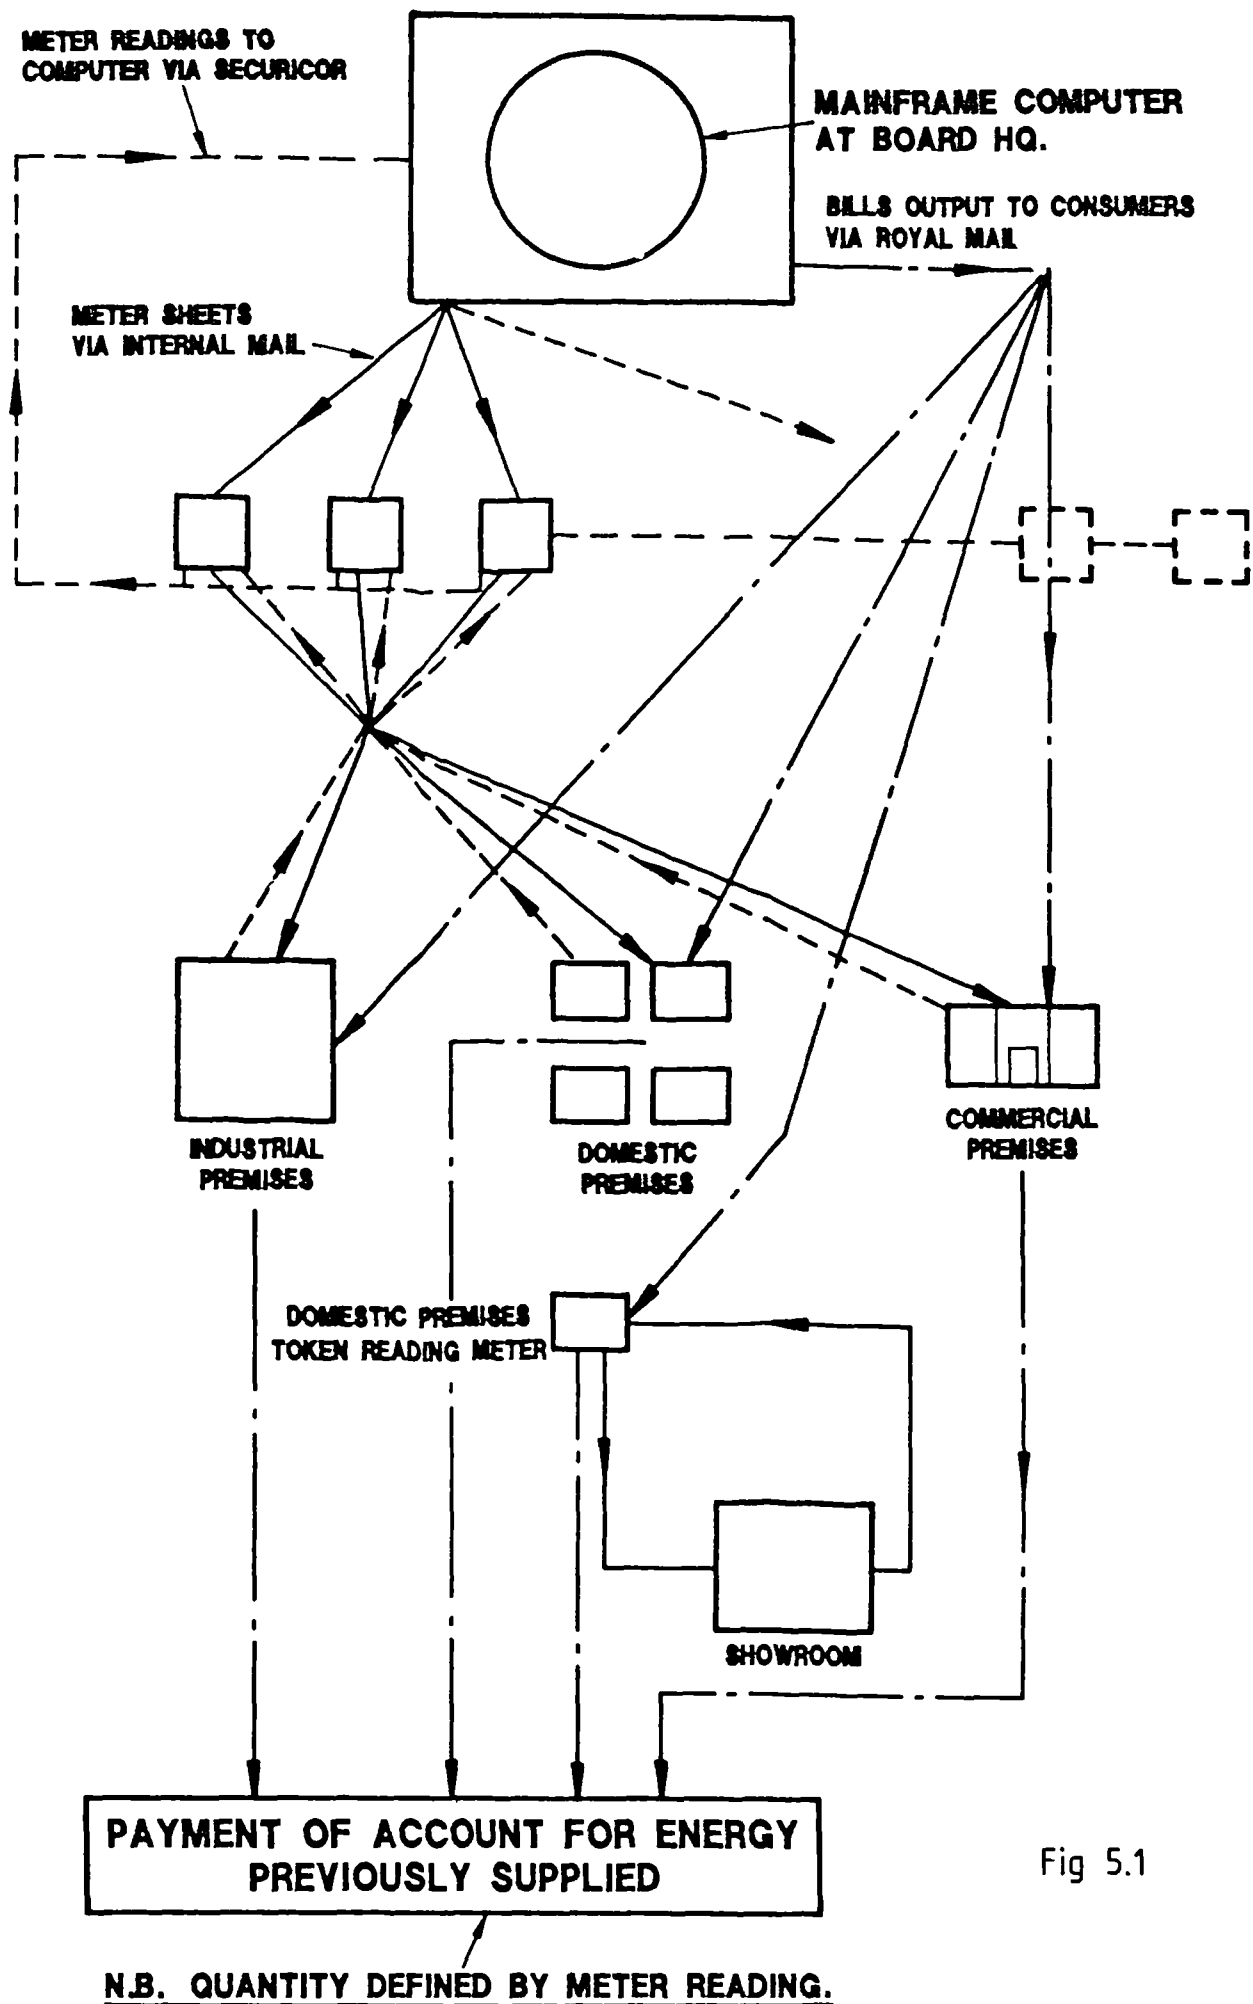 METER READINGS TO
COMPUTER VIA SECURICOR
MAINFRAME COMPUTER
AT BOARD HQ.
BILLS OUTPUT TO CONSUMERS
VIA ROYAL MAIL
METER SHEETS
VIA INTERNAL MAIL
INDUSTRIAL
PREMISES
DOMESTIC
PREMISES
COMMERCIAL
PREMISES
DOMESTIC PREMISES
TOKEN READING METER
SHOWROOM
PAYMENT OF ACCOUNT FOR ENERGY
PREVIOUSLY SUPPLIED
Fig 5.1
N.B. QUANTITY DEFINED BY METER READING.